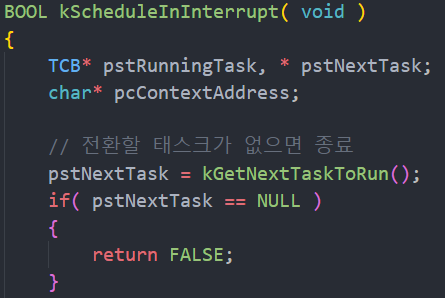 BOOL kScheduleInInterrupt( void )
{
TCB* pstRunningTask, * pstNextTask;
char* pcContextAddress;
// 전환할 태스크가 없으면 종료
pstNextTask = kGetNextTaskToRun();
if( pstNextTask == NULL )
{
return FALSE;
}